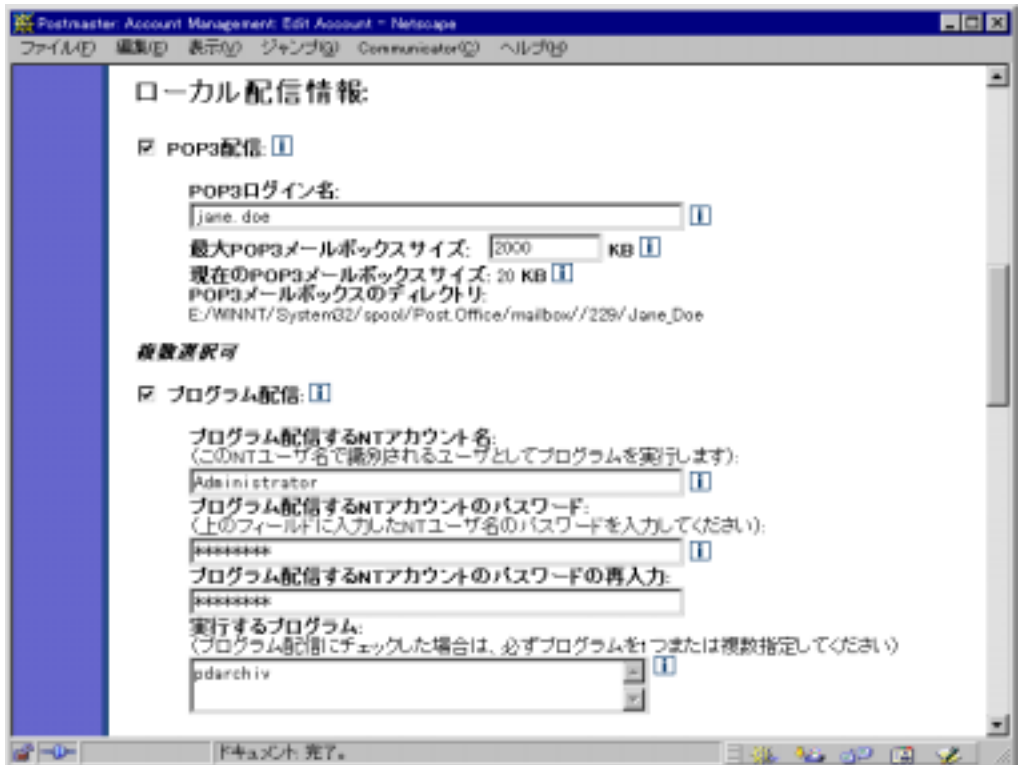 Postmaster: Account Management: Edit Account - Netscape
ファイル(F) 編集(E) 表示(V) ジャンプ(G) Communicator(C) ヘルプ(H)
ローカル配信情報:
POP3配信:
POP3ログイン名:
jane.doe
最大POP3メールボックスサイズ: 2000 KB
現在のPOP3メールボックスサイズ: 20 KB
POP3メールボックスのディレクトリ:
E:/WINNT/System32/spool/Post.Office/mailbox//229/Jane_Doe
複数選択可
プログラム配信:
プログラム配信するNTアカウント名:
(このNTユーザ名で識別されるユーザとしてプログラムを実行します):
Administrator
プログラム配信するNTアカウントのパスワード:
(上のフィールドに入力したNTユーザ名のパスワードを入力してください):
********
プログラム配信するNTアカウントのパスワードの再入力:
********
実行するプログラム:
(プログラム配信にチェックした場合は、必ずプログラムを1つまたは複数指定してください)
pdarchiv
ドキュメント: 完了。